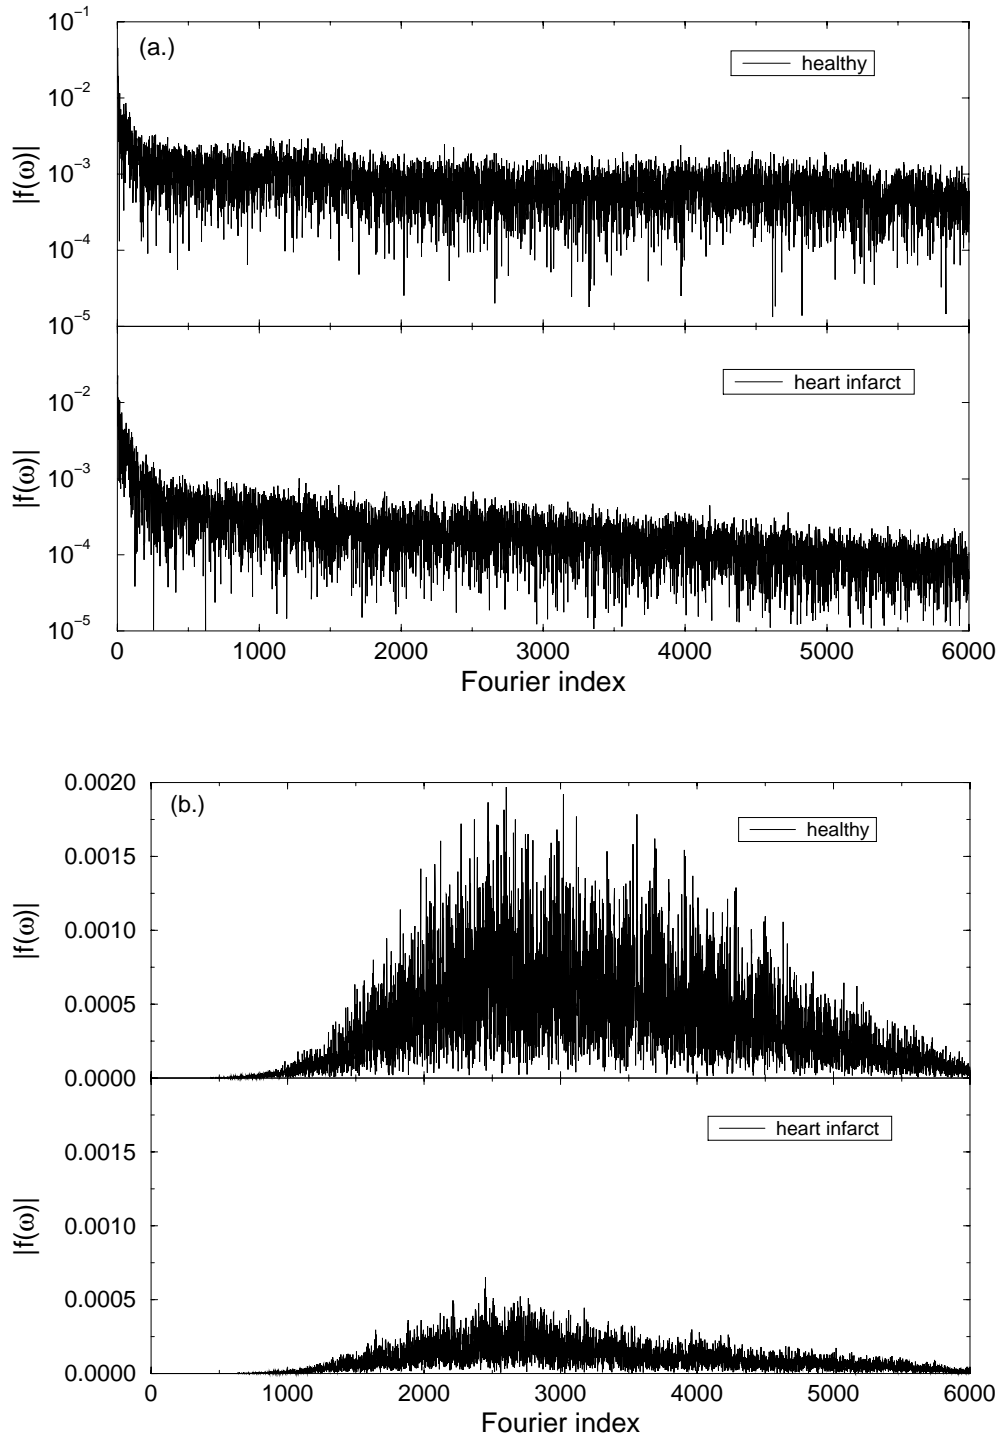 10⁻¹
(a.)
healthy
10⁻²
|f(ω)|
10⁻³
10⁻⁴
10⁻⁵
heart infarct
10⁻²
|f(ω)|
10⁻³
10⁻⁴
10⁻⁵
0 1000 2000 3000 4000 5000 6000
Fourier index
0.0020
(b.)
healthy
0.0015
|f(ω)|
0.0010
0.0005
0.0000
heart infarct
0.0015
|f(ω)|
0.0010
0.0005
0.0000
0 1000 2000 3000 4000 5000 6000
Fourier index